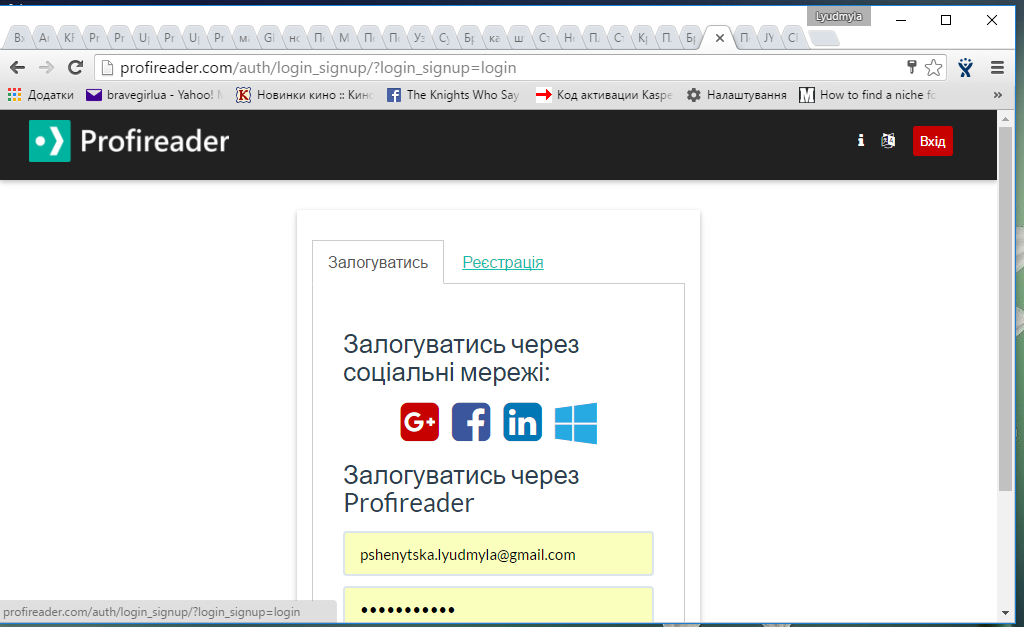 Lyudmyla
profireader.com/auth/login_signup/?login_signup=login
Додатки bravegirlua - Yahoo! Новинки кино :: Кино The Knights Who Say Код активации Kaspe Налаштування How to find a niche fo »
Profireader
Вхід
Залогуватись Реєстрація
Залогуватись через
соціальні мережі:
G+ f in
Залогуватись через
Profireader
pshenytska.lyudmyla@gmail.com
profireader.com/auth/login_signup/?login_signup=login